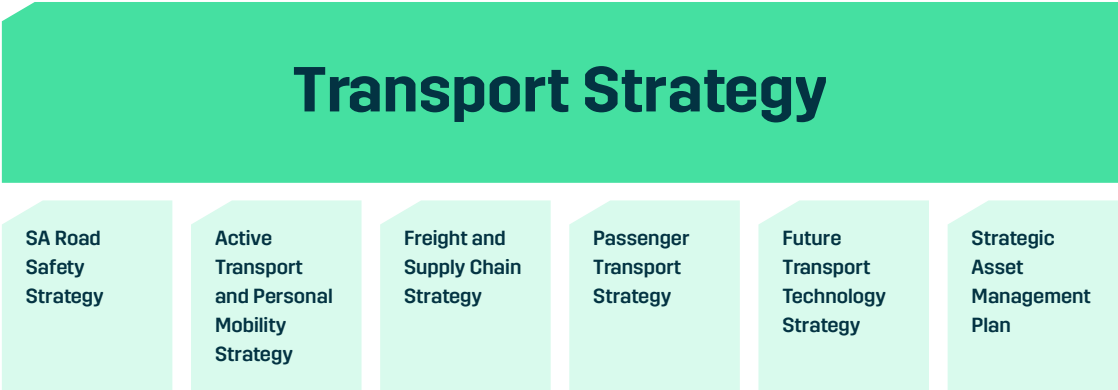 Transport Strategy
SA Road
Safety
Strategy
Active
Transport
and Personal
Mobility
Strategy
Freight and
Supply Chain
Strategy
Passenger
Transport
Strategy
Future
Transport
Technology
Strategy
Strategic
Asset
Management
Plan